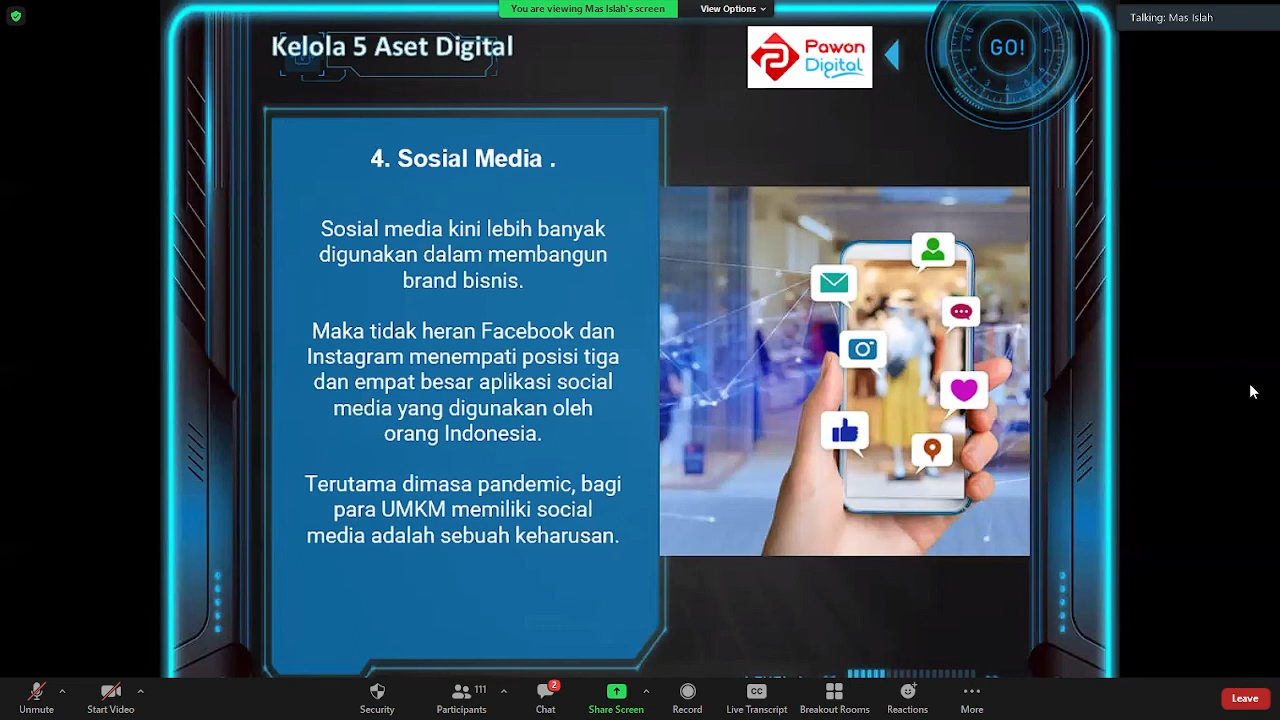 You are viewing Mas Islah's screen
View Options
Talking: Mas Islah
Kelola 5 Aset Digital
Pawon
Digital
GO!
4. Sosial Media .
Sosial media kini lebih banyak
digunakan dalam membangun
brand bisnis.
Maka tidak heran Facebook dan
Instagram menempati posisi tiga
dan empat besar aplikasi social
media yang digunakan oleh
orang Indonesia.
Terutama dimasa pandemic, bagi
para UMKM memiliki social
media adalah sebuah keharusan.
Unmute
Start Video
Security
Participants
111
Chat
2
Share Screen
Record
CC
Live Transcript
Breakout Rooms
Reactions
More
Leave